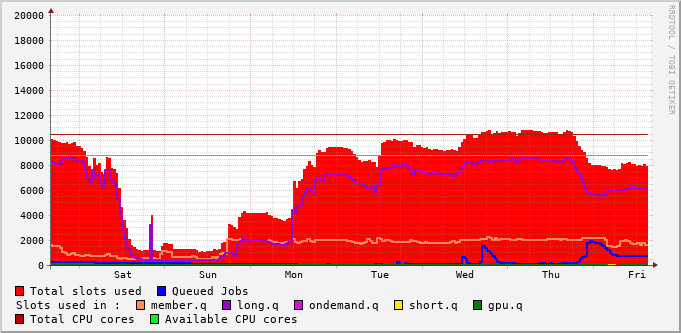 20000
18000
16000
14000
12000
10000
8000
6000
4000
2000
0
Sat Sun Mon Tue Wed Thu Fri
RRDTOOL / TOBI OETIKER
Total slots used Queued Jobs
Slots used in : member.q long.q ondemand.q short.q gpu.q
Total CPU cores Available CPU cores